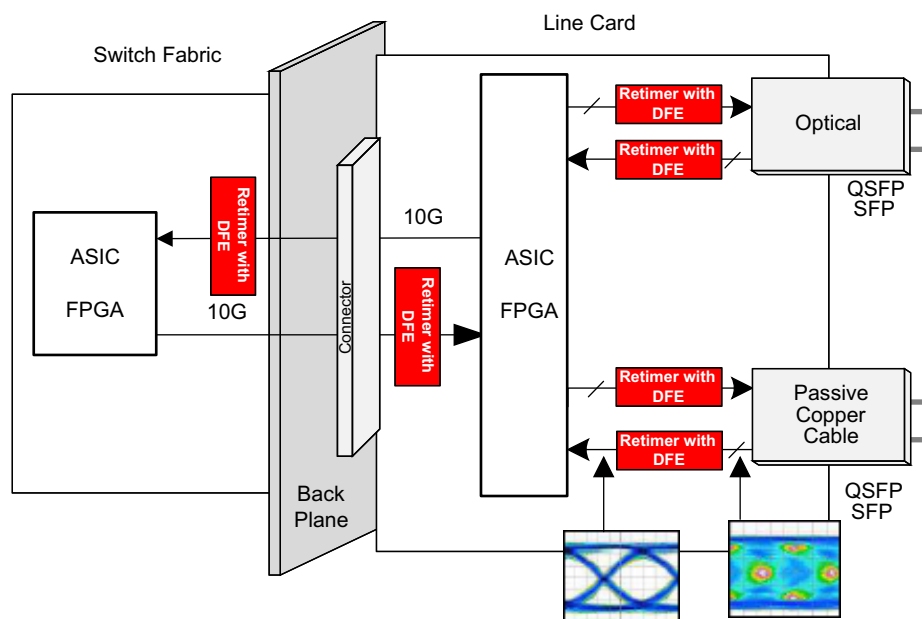 Switch Fabric
Line Card
Retimer with
DFE
Optical
Retimer with
DFE
QSFP
SFP
Retimer with
DFE
10G
ASIC
FPGA
ASIC
FPGA
10G
Connector
Retimer with
DFE
Retimer with
DFE
Passive
Copper
Cable
Retimer with
DFE
Back
Plane
QSFP
SFP